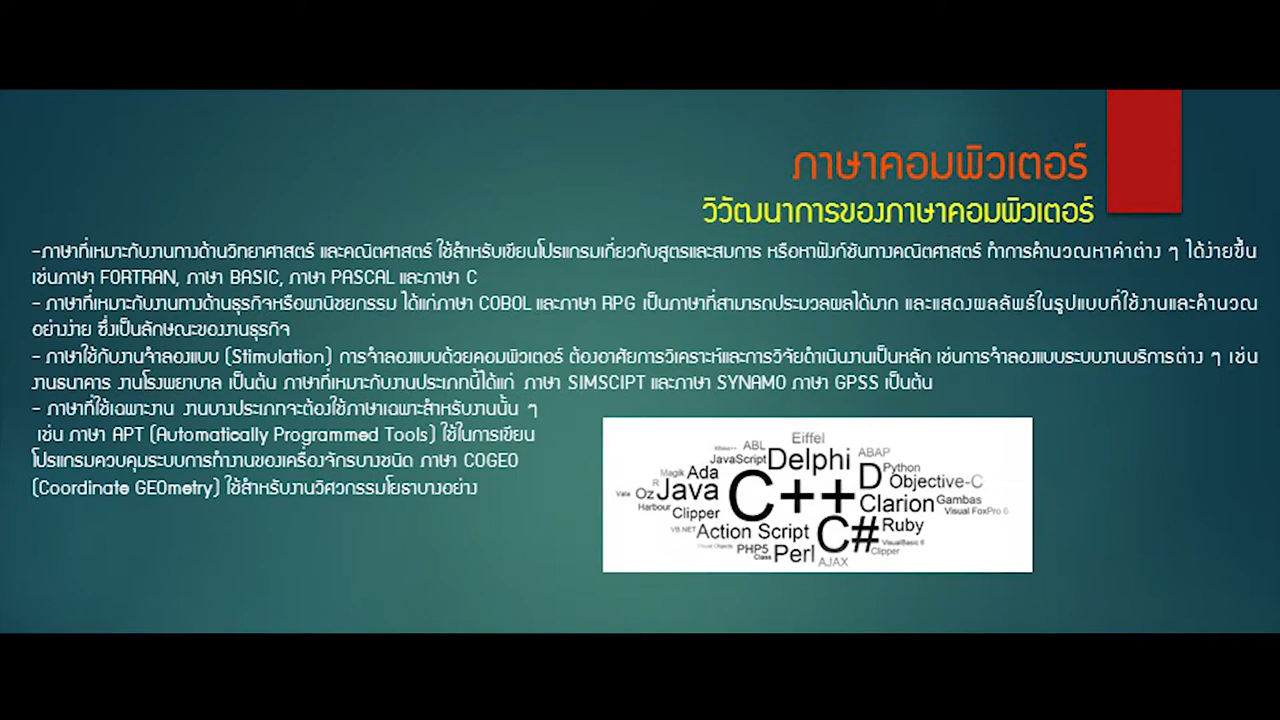 ภาษาคอมพิวเตอร์
วิวัฒนาการของภาษาคอมพิวเตอร์
-ภาษาที่เหมาะกับงานทางด้านวิทยาศาสตร์ และคณิตศาสตร์ ใช้สำหรับเขียนโปรแกรมเกี่ยวกับสูตรและสมการ หรือหาฟังก์ชันทางคณิตศาสตร์ ทำการคำนวณหาค่าต่าง ๆ ได้ง่ายขึ้น
เช่นภาษา FORTRAN, ภาษา BASIC, ภาษา PASCAL และภาษา C
- ภาษาที่เหมาะกับงานทางด้านธุรกิจหรือพานิชยกรรม ได้แก่ภาษา COBOL และภาษา RPG เป็นภาษาที่สามารถประมวลผลได้มาก และแสดงผลลัพธ์ในรูปแบบที่ใช้งานและคำนวณ
อย่างง่าย ซึ่งเป็นลักษณะของงานธุรกิจ
- ภาษาใช้กับงานจำลองแบบ (Stimulation) การจำลองแบบด้วยคอมพิวเตอร์ ต้องอาศัยการวิเคราะห์และการวิจัยดำเนินงานเป็นหลัก เช่นการจำลองแบบระบบงานบริการต่าง ๆ เช่น
งานธนาคาร งานโรงพยาบาล เป็นต้น ภาษาที่เหมาะกับงานประเภทนี้ได้แก่ ภาษา SIMSCIPT และภาษา SYNAMO ภาษา GPSS เป็นต้น
- ภาษาที่ใช้เฉพาะงาน งานบางประเภทจะต้องใช้ภาษาเฉพาะสำหรับงานนั้น ๆ
เช่น ภาษา APT (Automatically Programmed Tools) ใช้ในการเขียน
โปรแกรมควบคุมระบบการทำงานของเครื่องจักรบางชนิด ภาษา COGEO
(Coordinate GEOmetry) ใช้สำหรับงานวิศวกรรมโยธาบางอย่าง
ABL Eiffel
JavaScript Delphi ABAP
Magik Ada D Python
R Objective-C
Vala Oz Java C++ Clarion Gambas
Harbour Clipper Visual FoxPro 6
VB.NET Action Script C# Ruby
Visual Objects PHP5 VisualBasic 6
Class Perl Clipper
AJAX